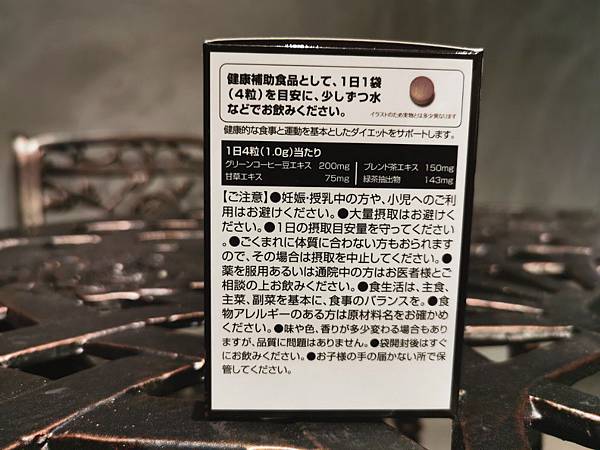 健康補助食品として、1日1袋
(4粒)を目安に、少しずつ水
などでお飲みください。
イラストのため実物とは多少異なります
健康的な食事と運動を基本としたダイエットをサポートします。
1日4粒(1.0g)当たり
グリーンコーヒー豆エキス 200mg ブレンド茶エキス 150mg
甘草エキス 75mg 緑茶抽出物 143mg
【ご注意】●妊娠・授乳中の方や、小児へのご利
用はお避けください。●大量摂取はお避けく
ださい。●1日の摂取目安量を守ってくださ
い。●ごくまれに体質に合わない方もおられます
ので、その場合は摂取を中止してください。●
薬を服用あるいは通院中の方はお医者様とご
相談の上お飲みください。●食生活は、主食、
主菜、副菜を基本に、食事のバランスを。●食
物アレルギーのある方は原材料名をお確かめ
ください。●味や色、香りが多少変わる場合もあり
ますが、品質に問題はありません。●袋開封後はすぐ
にお飲みください。●お子様の手の届かない所で保
管してください。